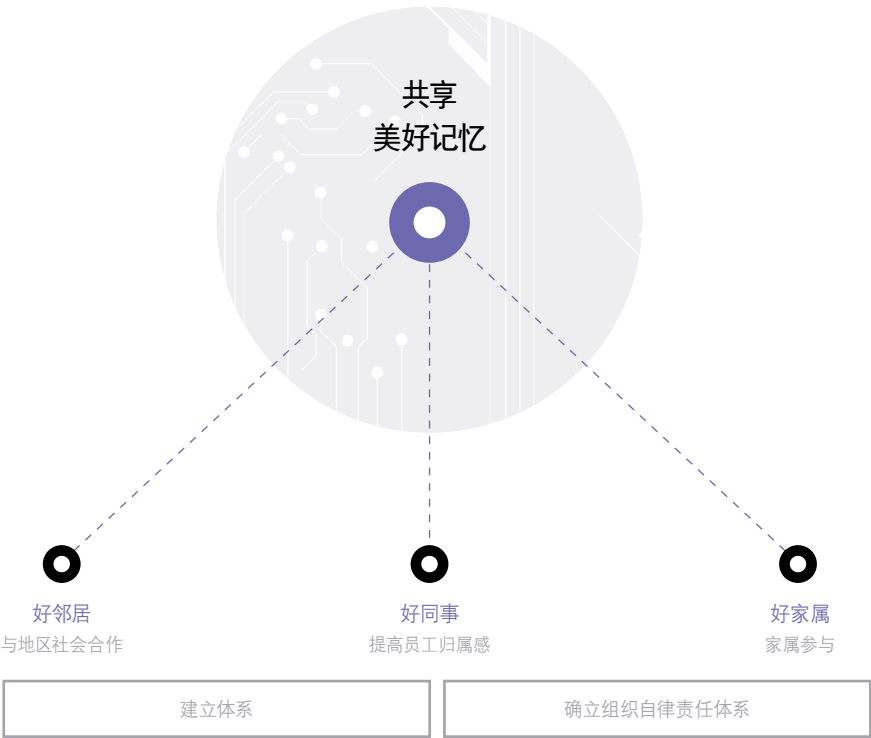 共享
美好记忆
好邻居
与地区社会合作
好同事
提高员工归属感
好家属
家属参与
建立体系
确立组织自律责任体系